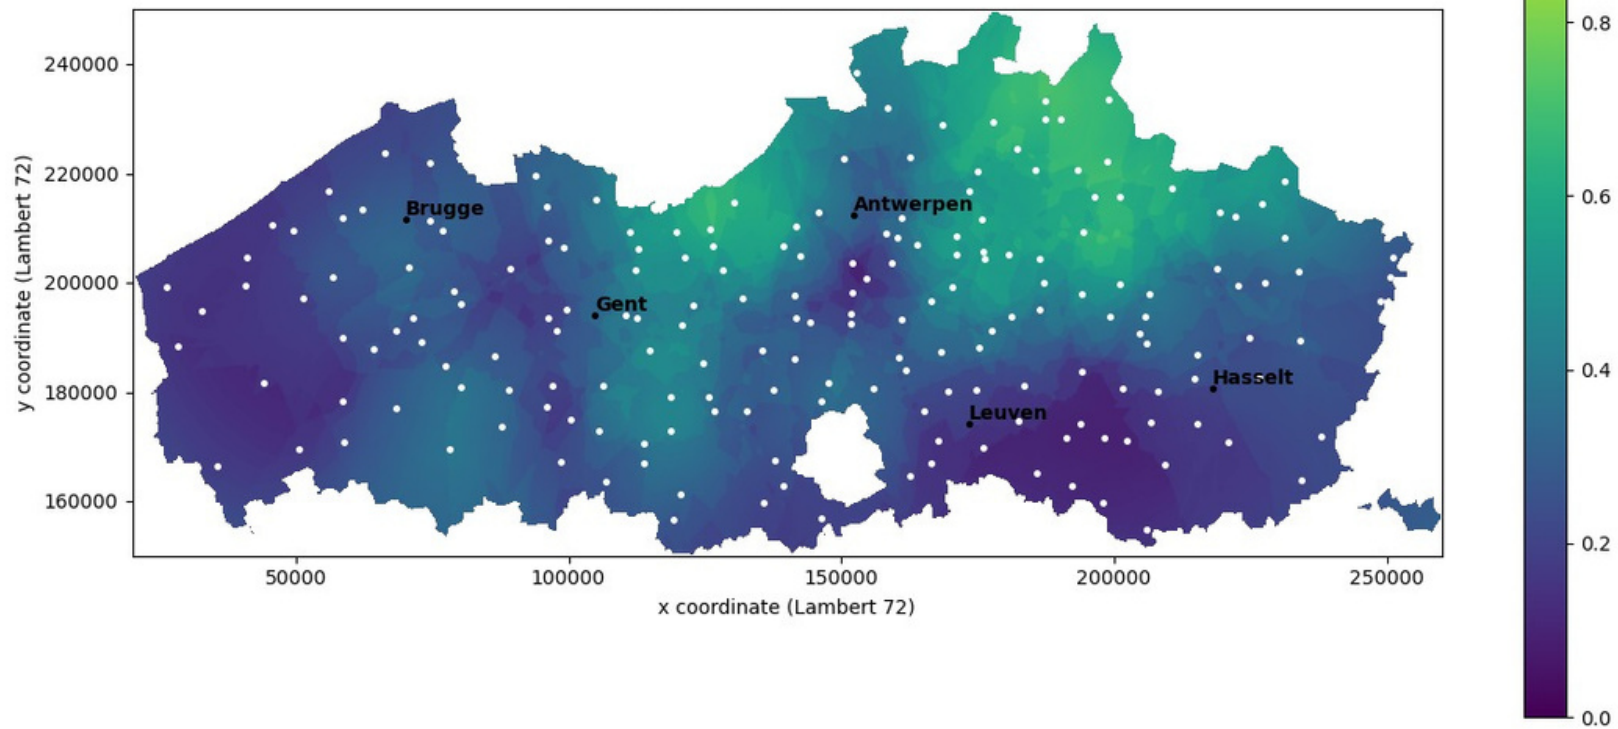 0.8
240000
220000
Brugge
Antwerpen
0.6
y coordinate (Lambert 72)
200000
Gent
0.4
180000
Hasselt
Leuven
160000
0.2
50000
100000
150000
200000
250000
x coordinate (Lambert 72)
0.0